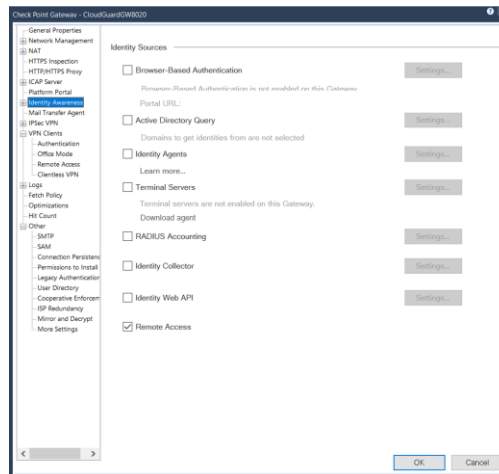 Check Point Gateway - CloudGuardGW8020
?
General Properties
Network Management
NAT
HTTPS Inspection
HTTP/HTTPS Proxy
ICAP Server
Platform Portal
Identity Awareness
Mail Transfer Agent
IPSec VPN
VPN Clients
Authentication
Office Mode
Remote Access
Clientless VPN
Logs
Fetch Policy
Optimizations
Hit Count
Other
SMTP
SAM
Connection Persistenc
Permissions to Install
Legacy Authentication
User Directory
Cooperative Enforcem
ISP Redundancy
Mirror and Decrypt
More Settings
Identity Sources
Browser-Based Authentication Settings...
Browser-Based Authentication is not enabled on this Gateway
Portal URL:
Active Directory Query Settings...
Domains to get identities from are not selected
Identity Agents Settings...
Learn more...
Terminal Servers Settings...
Terminal servers are not enabled on this Gateway.
Download agent
RADIUS Accounting Settings...
Identity Collector Settings...
Identity Web API Settings...
Remote Access
OK Cancel